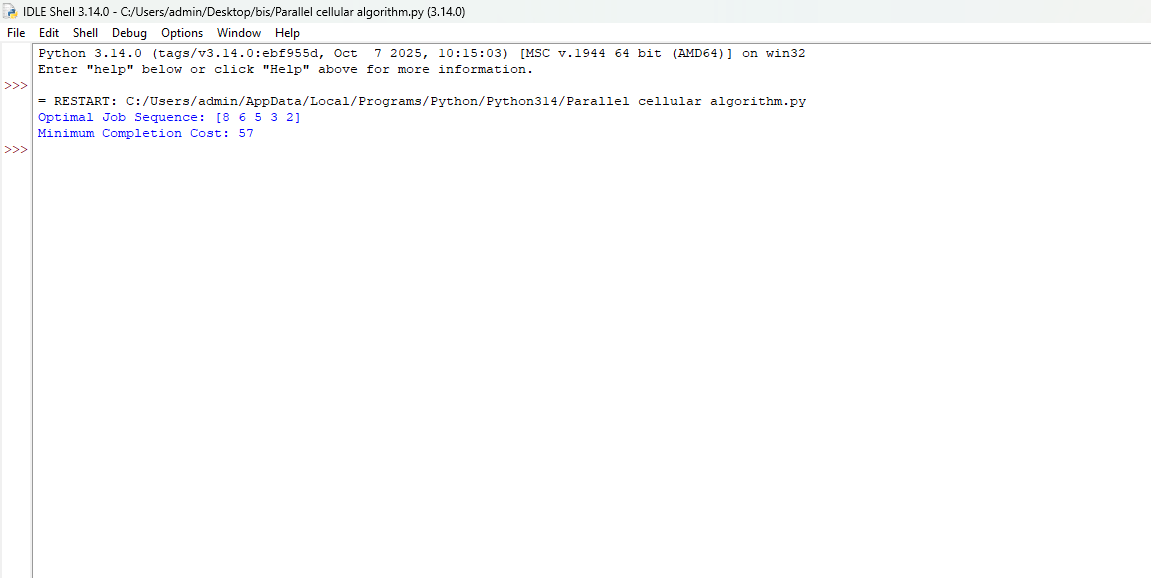 IDLE Shell 3.14.0 - C:/Users/admin/Desktop/bis/Parallel cellular algorithm.py (3.14.0)
File Edit Shell Debug Options Window Help
Python 3.14.0 (tags/v3.14.0:ebf955d, Oct  7 2025, 10:15:03) [MSC v.1944 64 bit (AMD64)] on win32
Enter "help" below or click "Help" above for more information.
>>>
= RESTART: C:/Users/admin/AppData/Local/Programs/Python/Python314/Parallel cellular algorithm.py
Optimal Job Sequence: [8 6 5 3 2]
Minimum Completion Cost: 57
>>>